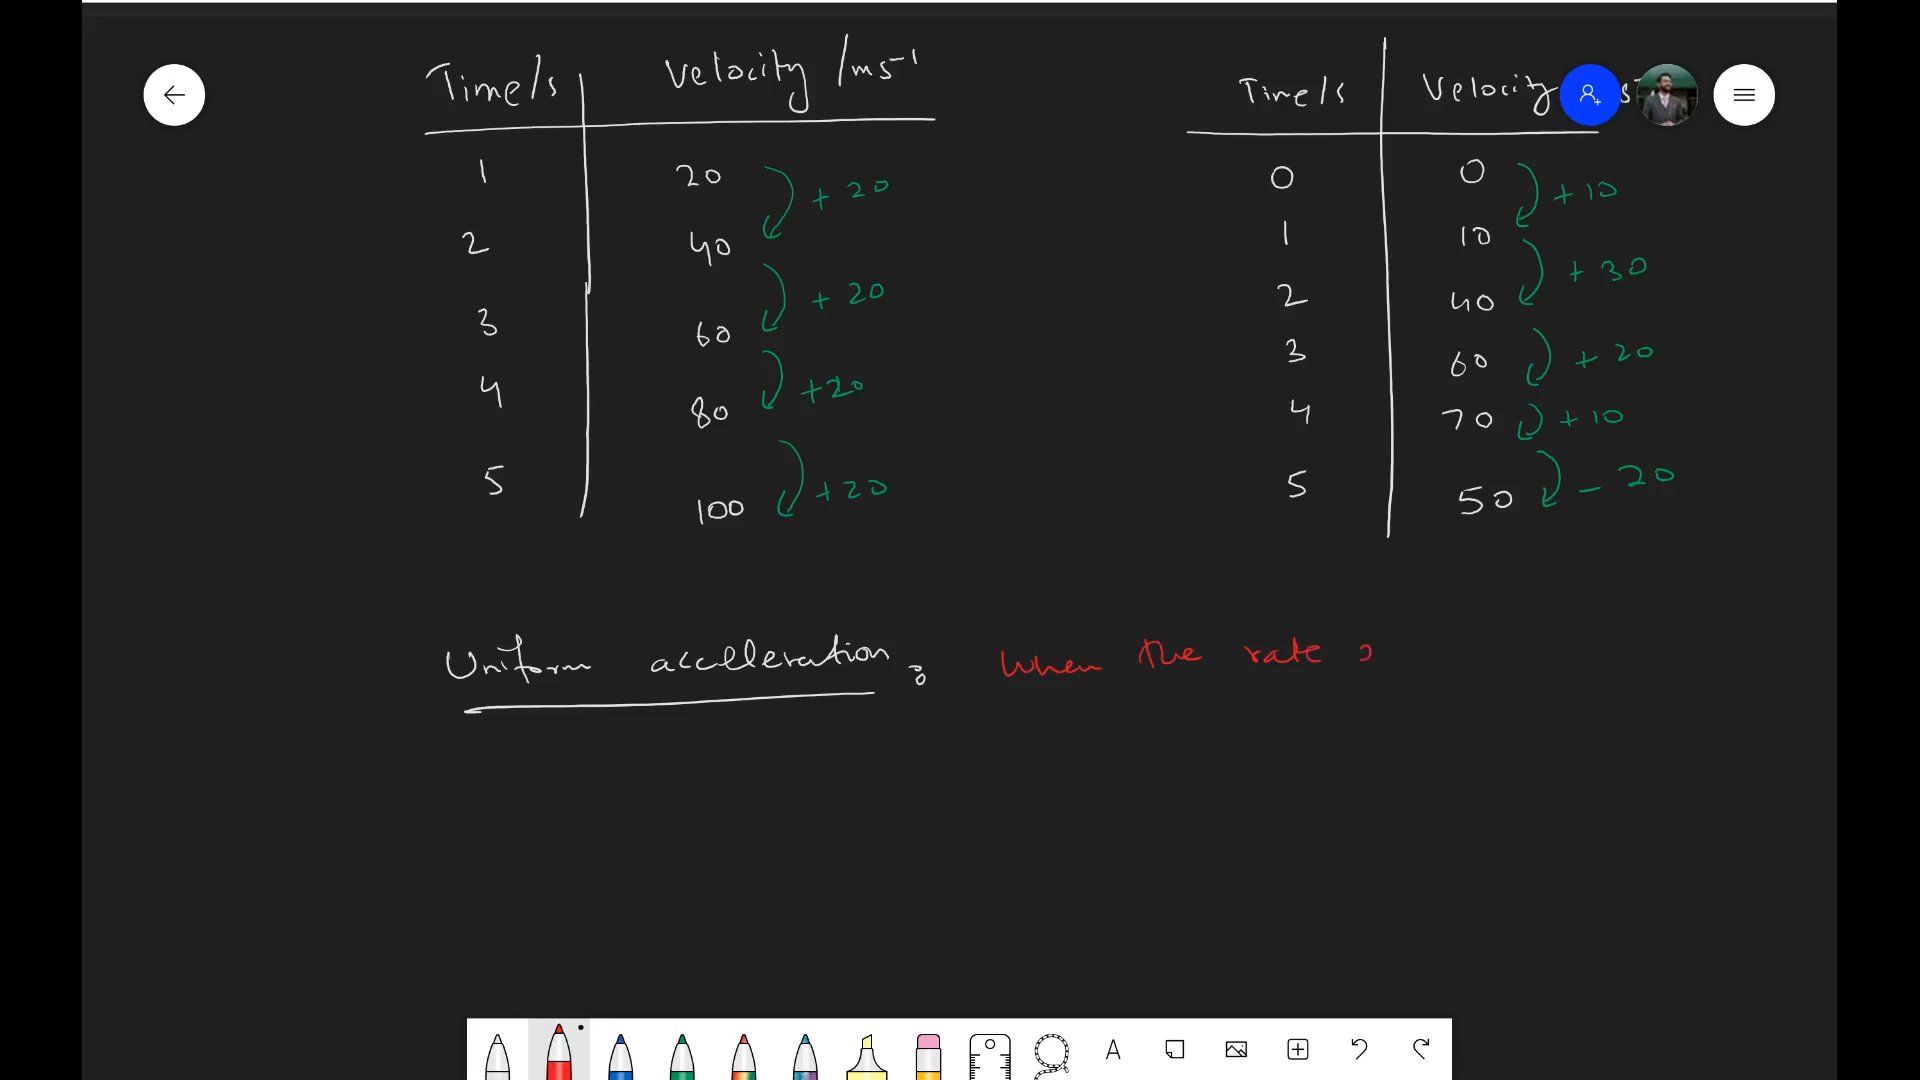 Time/s Velocity /ms⁻¹
1 20 + 20
2 40 + 20
3 60 +20
4 80 +20
5 100
Time/s Velocity
0 0 + 10
1 10 + 30
2 40 + 20
3 60 + 10
4 70 - 20
5 50
Uniform acceleration : When the rate
A